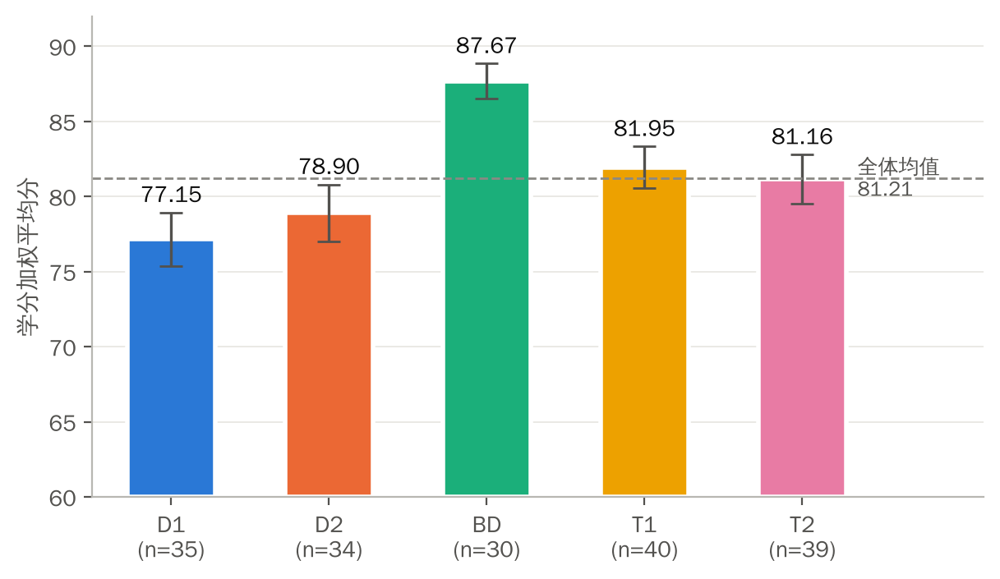 学分加权平均分
90
85
80
75
70
65
60
77.15
78.90
87.67
81.95
81.16
全体均值
81.21
D1
(n=35)
D2
(n=34)
BD
(n=30)
T1
(n=40)
T2
(n=39)